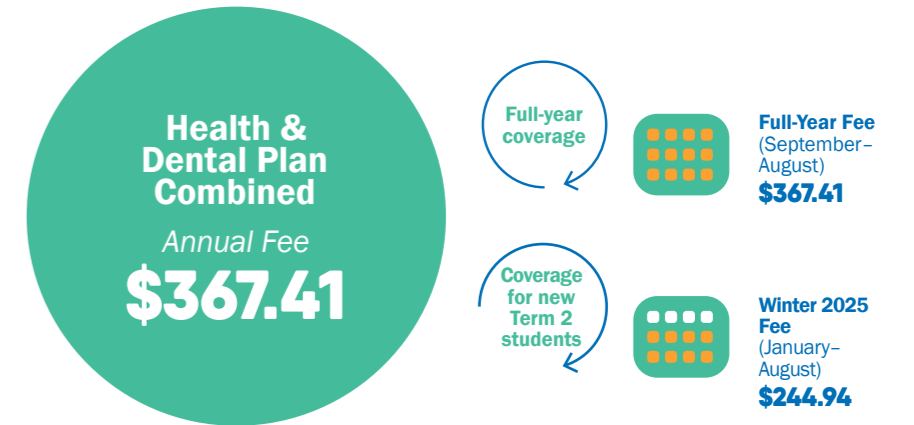 Health &
Dental Plan
Combined
Annual Fee
$367.41
Full-year
coverage
Full-Year Fee
(September–
August)
$367.41
Coverage
for new
Term 2
students
Winter 2025
Fee
(January–
August)
$244.94